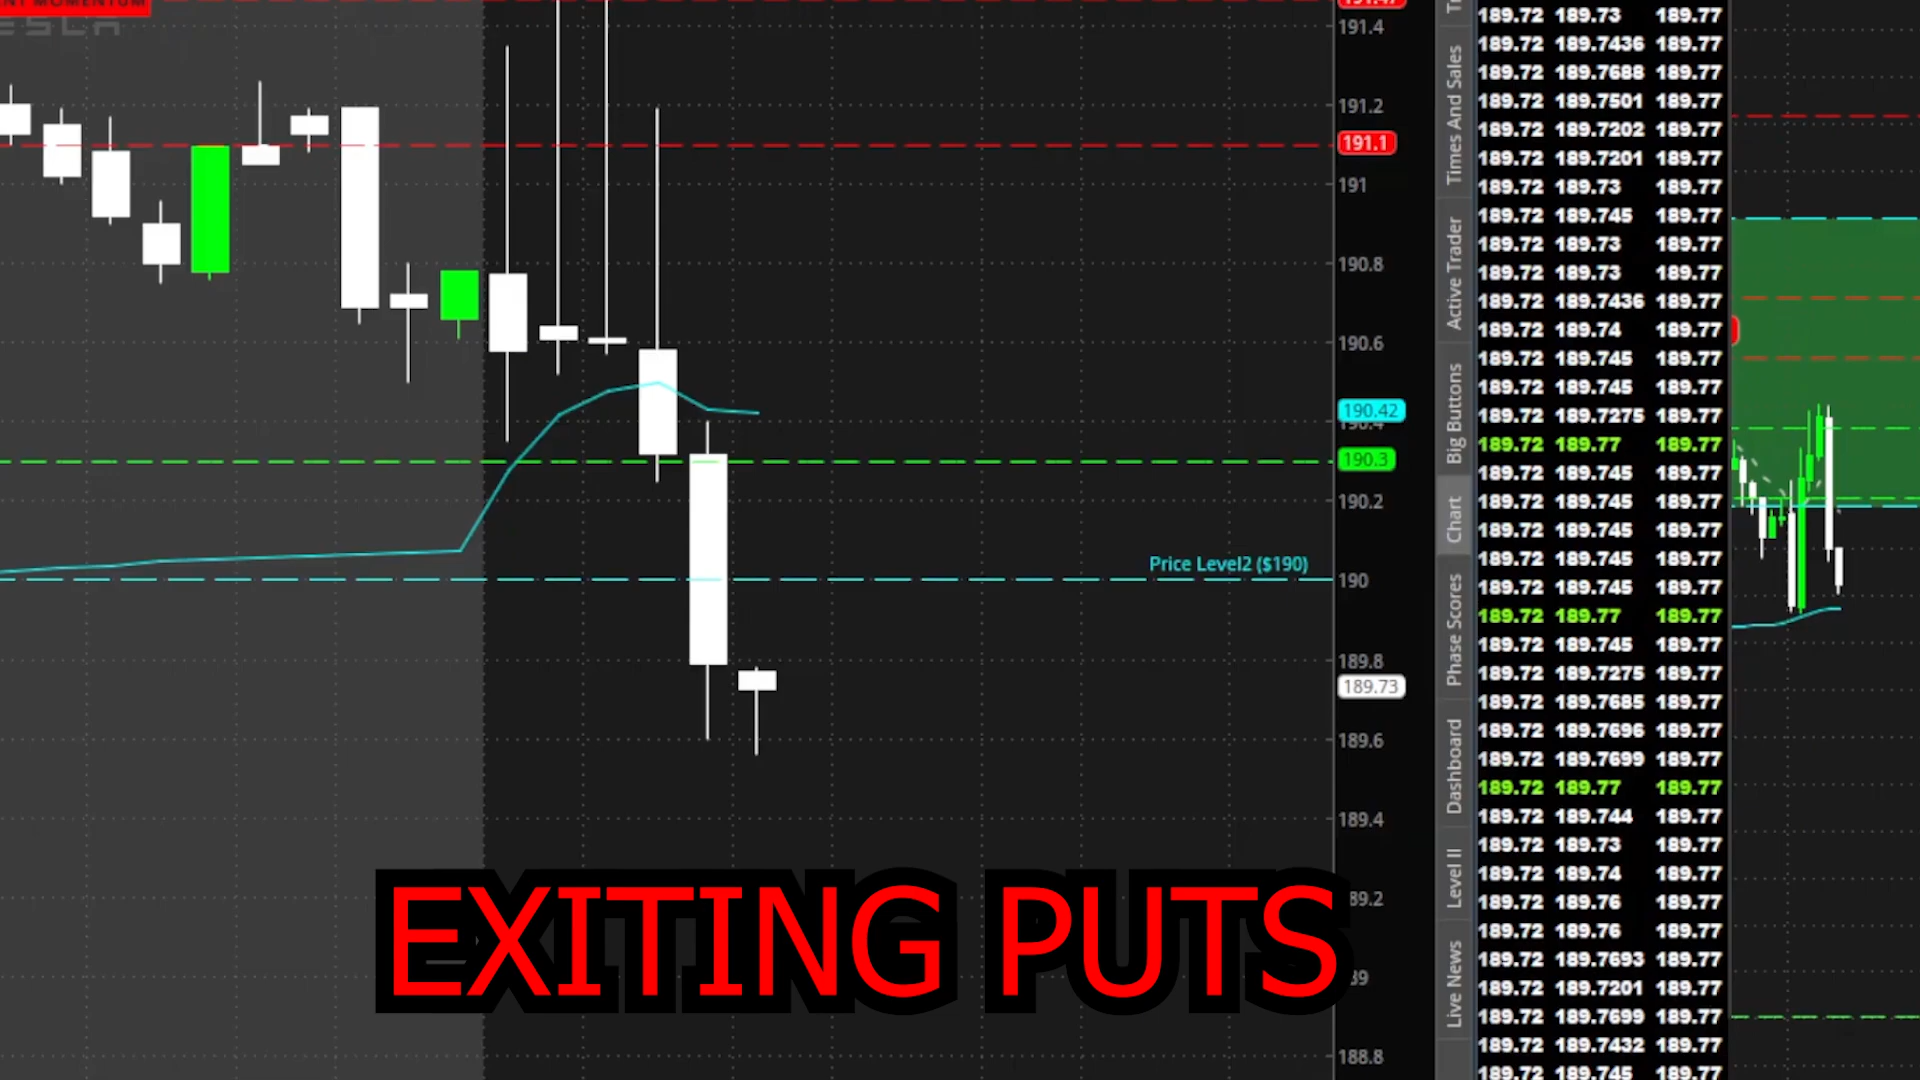 NT MOMENTUM
ESLA
191.47
191.4
191.2
191.1
191
190.8
190.6
190.42
190.4
190.3
190.2
Price Level2 ($190)
190
189.8
189.73
189.6
189.4
EXITING PUTS
188.8
Times And Sales
Active Trader
Big Buttons
Chart
Phase Scores
Dashboard
Level II
Live News
189.72 189.73 189.77
189.72 189.7436 189.77
189.72 189.7688 189.77
189.72 189.7501 189.77
189.72 189.7202 189.77
189.72 189.7201 189.77
189.72 189.73 189.77
189.72 189.745 189.77
189.72 189.73 189.77
189.72 189.73 189.77
189.72 189.7436 189.77
189.72 189.74 189.77
189.72 189.745 189.77
189.72 189.745 189.77
189.72 189.7275 189.77
189.72 189.77 189.77
189.72 189.745 189.77
189.72 189.745 189.77
189.72 189.745 189.77
189.72 189.745 189.77
189.72 189.745 189.77
189.72 189.77 189.77
189.72 189.745 189.77
189.72 189.7275 189.77
189.72 189.7685 189.77
189.72 189.7696 189.77
189.72 189.7699 189.77
189.72 189.77 189.77
189.72 189.744 189.77
189.72 189.73 189.77
189.72 189.74 189.77
189.72 189.76 189.77
189.72 189.76 189.77
189.72 189.7693 189.77
189.72 189.7201 189.77
189.72 189.7699 189.77
189.72 189.7432 189.77
189.72 189.745 189.77